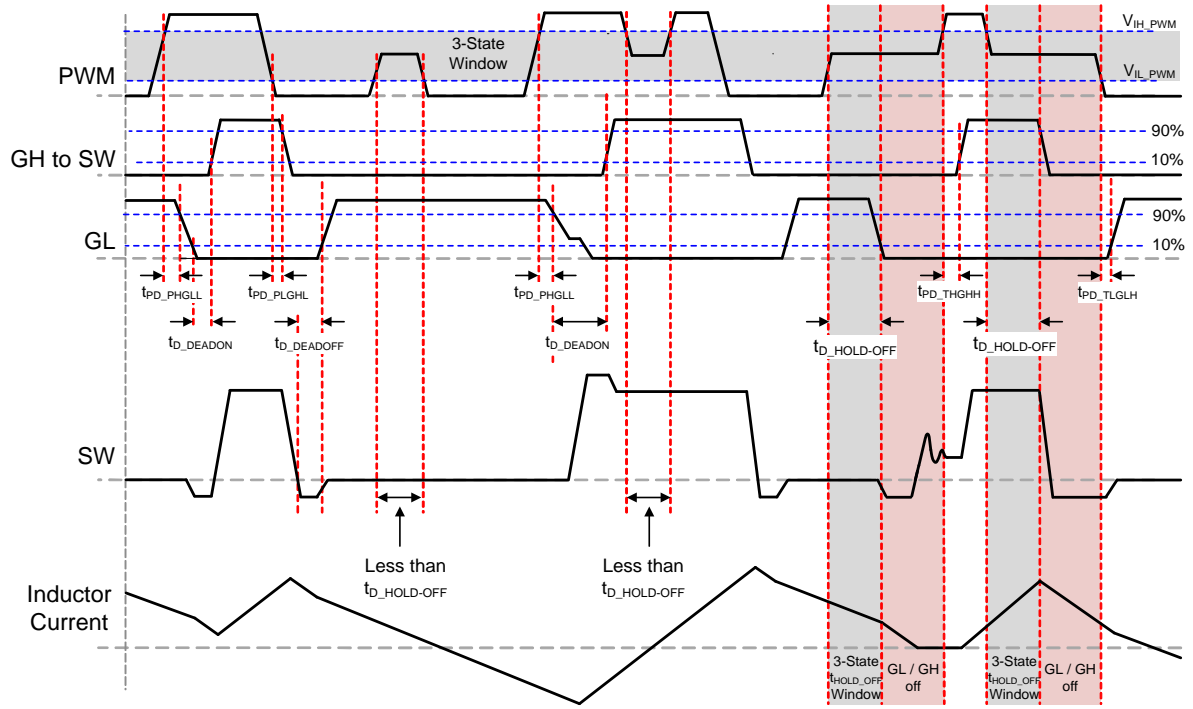 3-State
Window
V_IH_PWM
V_IL_PWM
PWM
90%
10%
GH to SW
90%
10%
GL
t_PD_PHGLL
t_PD_PLGHL
t_PD_PHGLL
t_PD_THGHH
t_PD_TLGLH
t_D_DEADON
t_D_DEADOFF
t_D_DEADON
t_D_HOLD-OFF
t_D_HOLD-OFF
SW
Less than
t_D_HOLD-OFF
Less than
t_D_HOLD-OFF
Inductor
Current
3-State
t_HOLD_OFF
Window
GL / GH
off
3-State
t_HOLD_OFF
Window
GL / GH
off